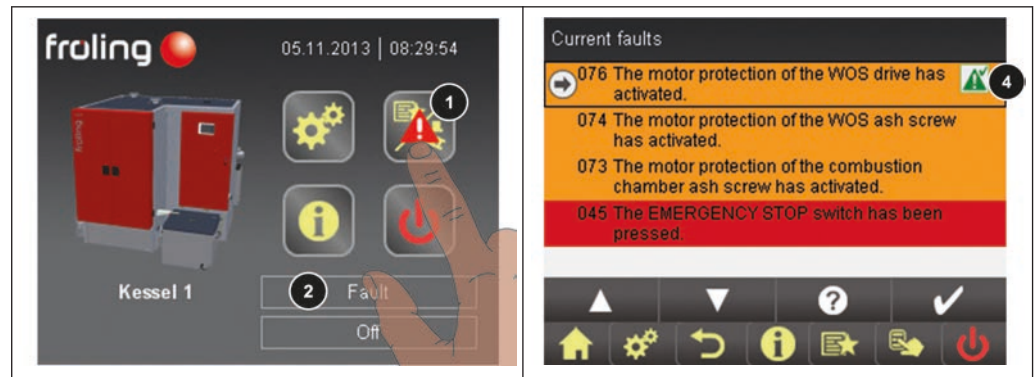 fröling
05.11.2013 | 08:29:54
1
Kessel 1
2 Fault
Off
Current faults
076 The motor protection of the WOS drive has
activated.
4
074 The motor protection of the WOS ash screw
has activated.
073 The motor protection of the combustion
chamber ash screw has activated.
045 The EMERGENCY STOP switch has been
pressed.
?
i
i